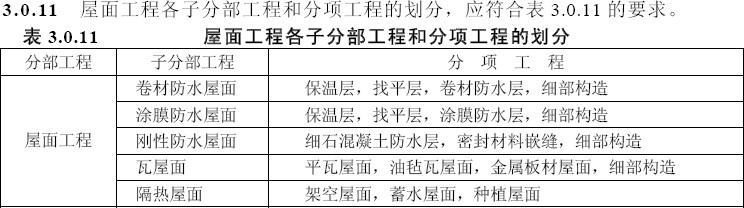 3.0.11 屋面工程各子分部工程和分项工程的划分，应符合表 3.0.11 的要求。
表 3.0.11 屋面工程各子分部工程和分项工程的划分
分部工程 子分部工程 分 项 工 程
屋面工程
卷材防水屋面 保温层，找平层，卷材防水层，细部构造
涂膜防水屋面 保温层，找平层，涂膜防水层，细部构造
刚性防水屋面 细石混凝土防水层，密封材料嵌缝，细部构造
瓦屋面 平瓦屋面，油毡瓦屋面，金属板材屋面，细部构造
隔热屋面 架空屋面，蓄水屋面，种植屋面